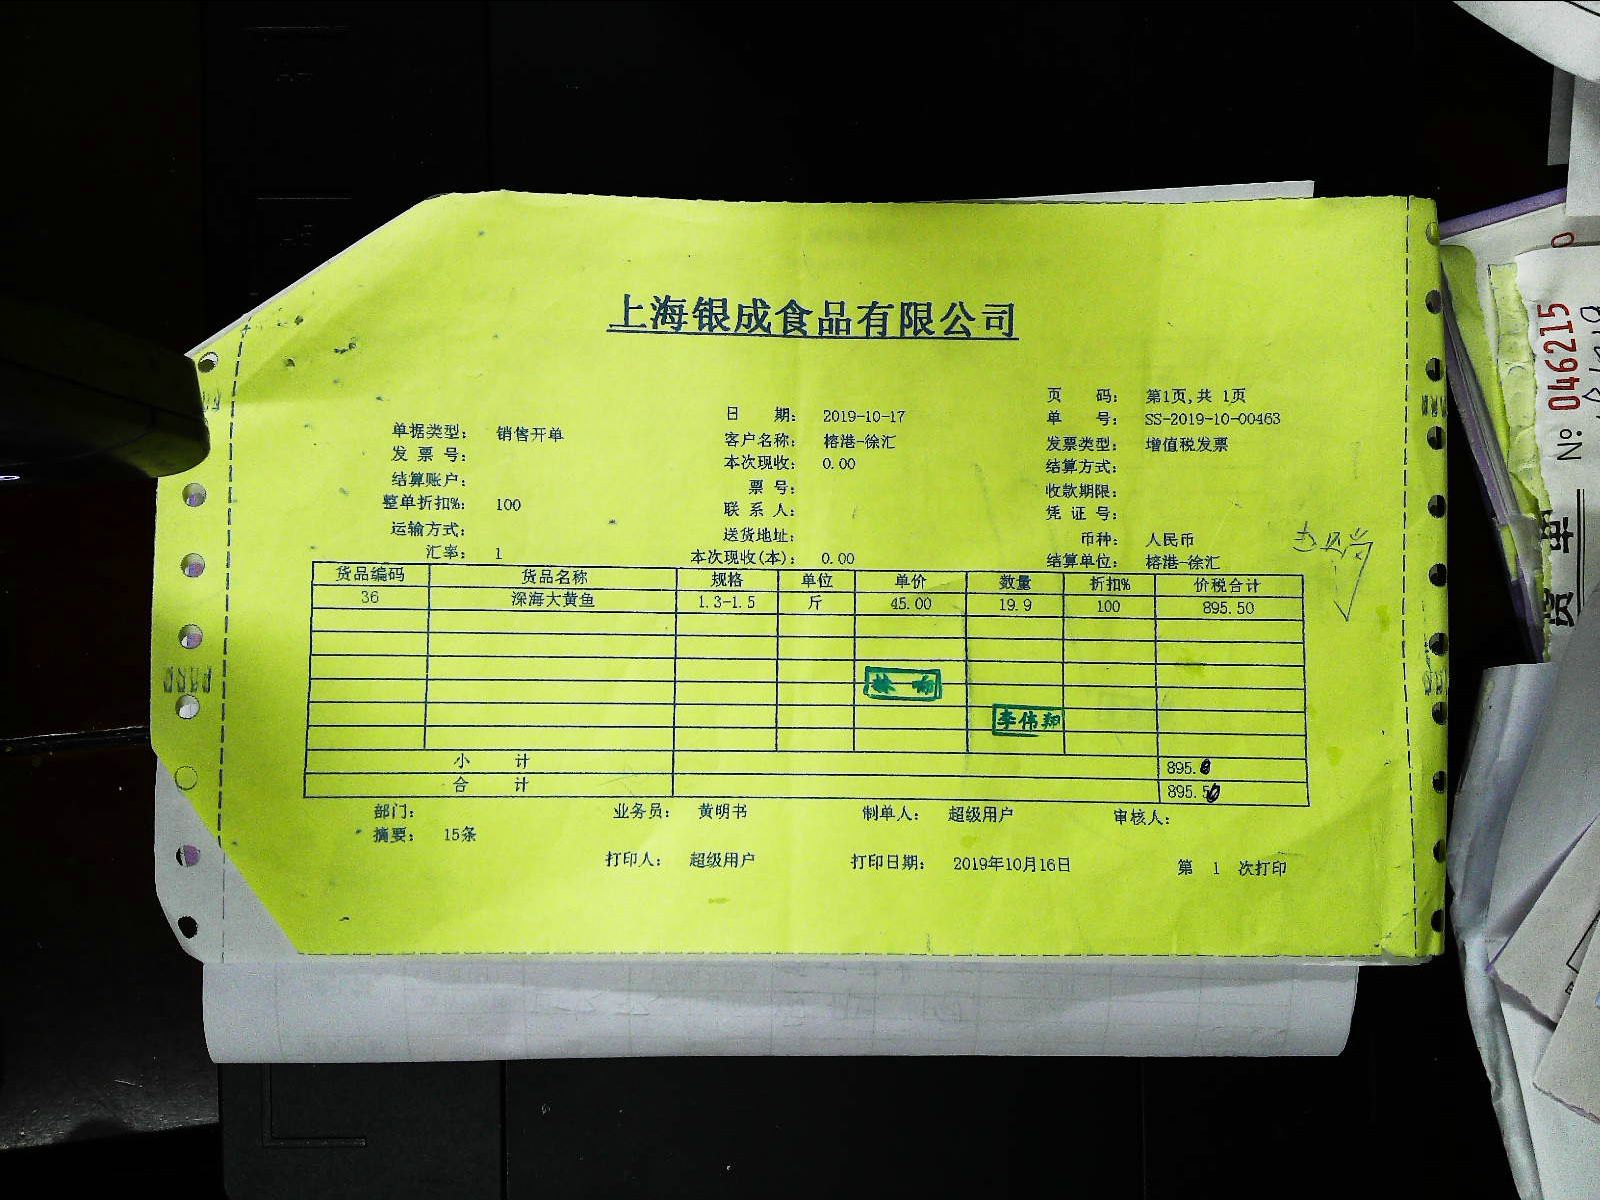 上海银成食品有限公司
页 码： 第1页,共 1页
日 期： 2019-10-17 单 号： SS-2019-10-00463
单据类型： 销售开单 客户名称： 榕港-徐汇 发票类型： 增值税发票
发 票 号： 本次现收： 0.00 结算方式：
结算账户： 票 号： 收款期限：
整单折扣%： 100 联 系 人： 凭 证 号：
运输方式： 送货地址： 币种： 人民币
汇率： 1 本次现收(本)： 0.00 结算单位： 榕港-徐汇
货品编码 货品名称 规格 单位 单价 数量 折扣% 价税合计
36 深海大黄鱼 1.3-1.5 斤 45.00 19.9 100 895.50
李伟翔
小 计 895.
合 计 895.50
部门： 业务员： 黄明书 制单人： 超级用户 审核人：
摘要： 15条
打印人： 超级用户 打印日期： 2019年10月16日 第 1 次打印
№ 046215